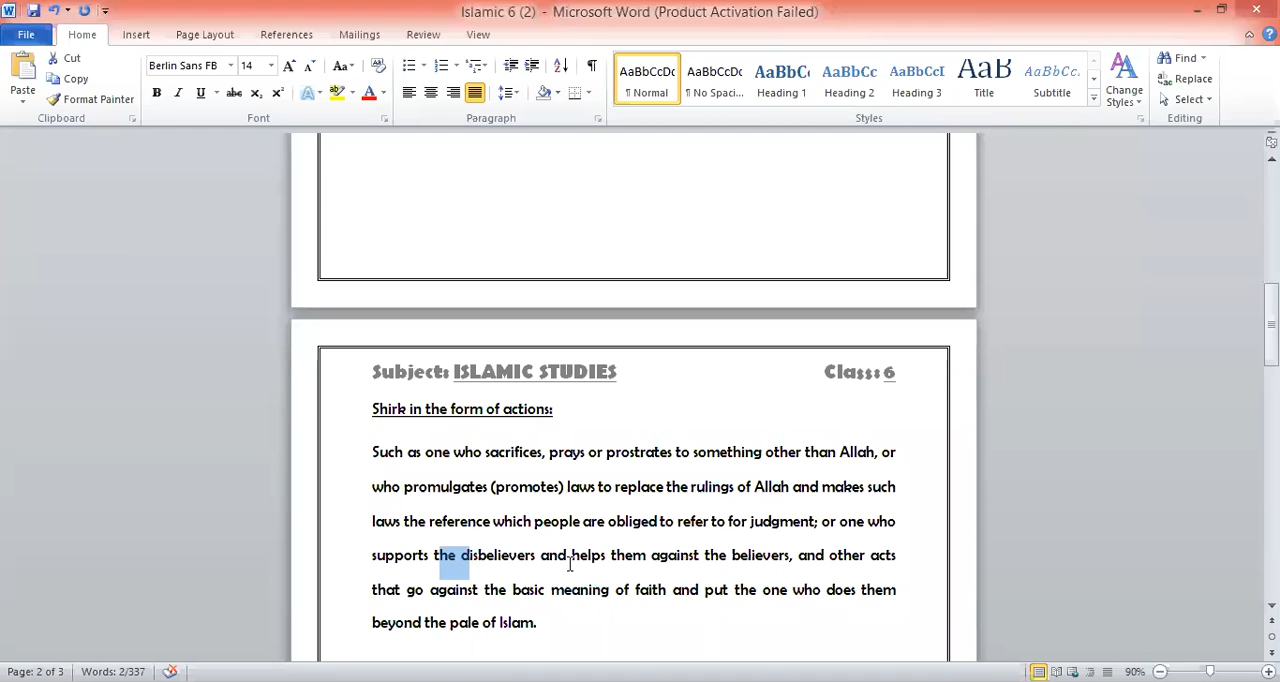 Islamic 6 (2) - Microsoft Word (Product Activation Failed)
File Home Insert Page Layout References Mailings Review View
Paste
Cut
Copy
Format Painter
Clipboard
Berlin Sans FB 14
Font
Paragraph
AaBbCcDc ¶ Normal
AaBbCcDc ¶ No Spaci...
AaBbCc Heading 1
AaBbCc Heading 2
AaBbCcI Heading 3
AaB Title
AaBbCc. Subtitle
Change Styles
Styles
Find
Replace
Select
Editing
Subject: ISLAMIC STUDIES Class: 6
Shirk in the form of actions:
Such as one who sacrifices, prays or prostrates to something other than Allah, or
who promulgates (promotes) laws to replace the rulings of Allah and makes such
laws the reference which people are obliged to refer to for judgment; or one who
supports the disbelievers and helps them against the believers, and other acts
that go against the basic meaning of faith and put the one who does them
beyond the pale of Islam.
Page: 2 of 3 Words: 2/337 90%